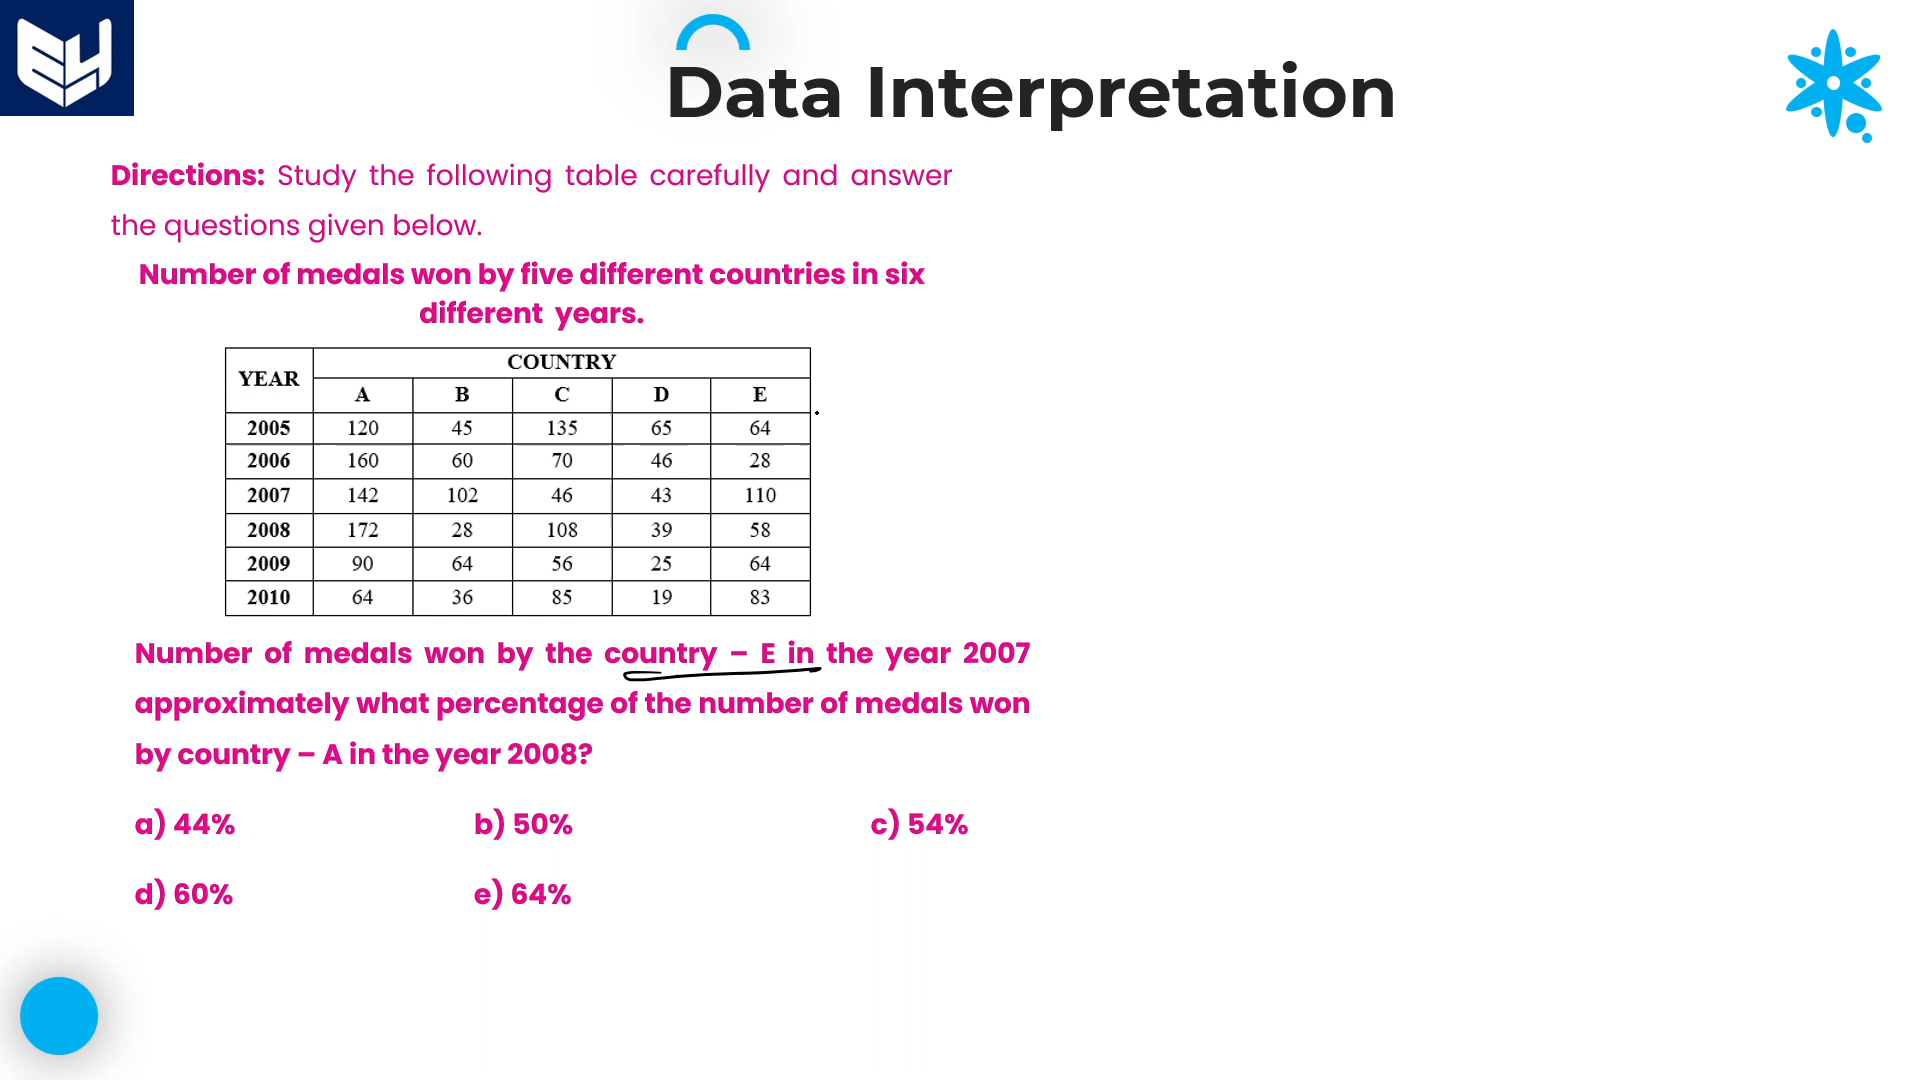 Data Interpretation
Directions: Study the following table carefully and answer
the questions given below.
Number of medals won by five different countries in six
different years.
YEAR COUNTRY
A B C D E
2005 120 45 135 65 64
2006 160 60 70 46 28
2007 142 102 46 43 110
2008 172 28 108 39 58
2009 90 64 56 25 64
2010 64 36 85 19 83
Number of medals won by the country – E in the year 2007
approximately what percentage of the number of medals won
by country – A in the year 2008?
a) 44% b) 50% c) 54%
d) 60% e) 64%